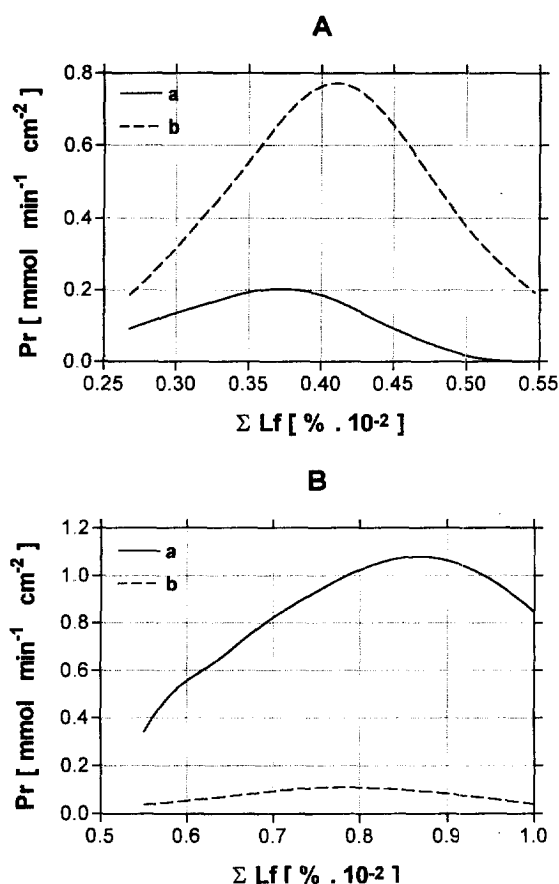 A
0.8
0.6
0.4
0.2
0.0
a
b
Pr [ mmol min⁻¹ cm⁻² ]
0.25 0.30 0.35 0.40 0.45 0.50 0.55
Σ Lf [ % . 10⁻² ]
B
1.2
1.0
0.8
0.6
0.4
0.2
0.0
a
b
Pr [ mmol min⁻¹ cm⁻² ]
0.5 0.6 0.7 0.8 0.9 1.0
Σ Lf [ % . 10⁻² ]